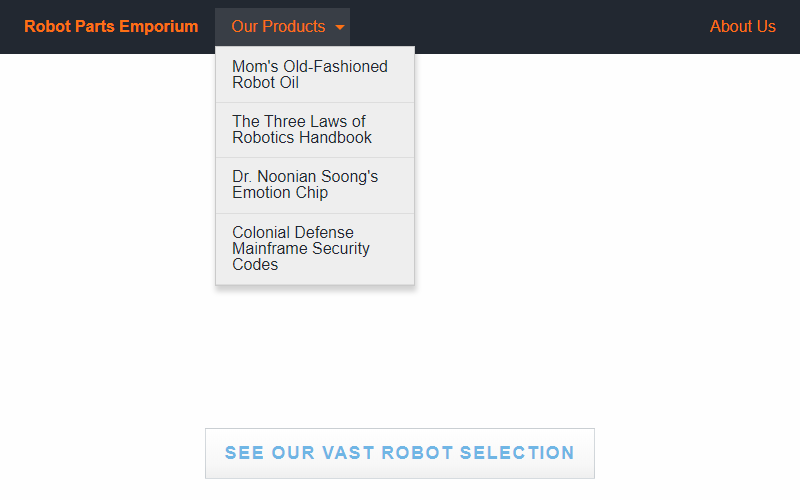 Robot Parts Emporium
Our Products
About Us
Mom's Old-Fashioned
Robot Oil
The Three Laws of
Robotics Handbook
Dr. Noonian Soong's
Emotion Chip
Colonial Defense
Mainframe Security
Codes
SEE OUR VAST ROBOT SELECTION